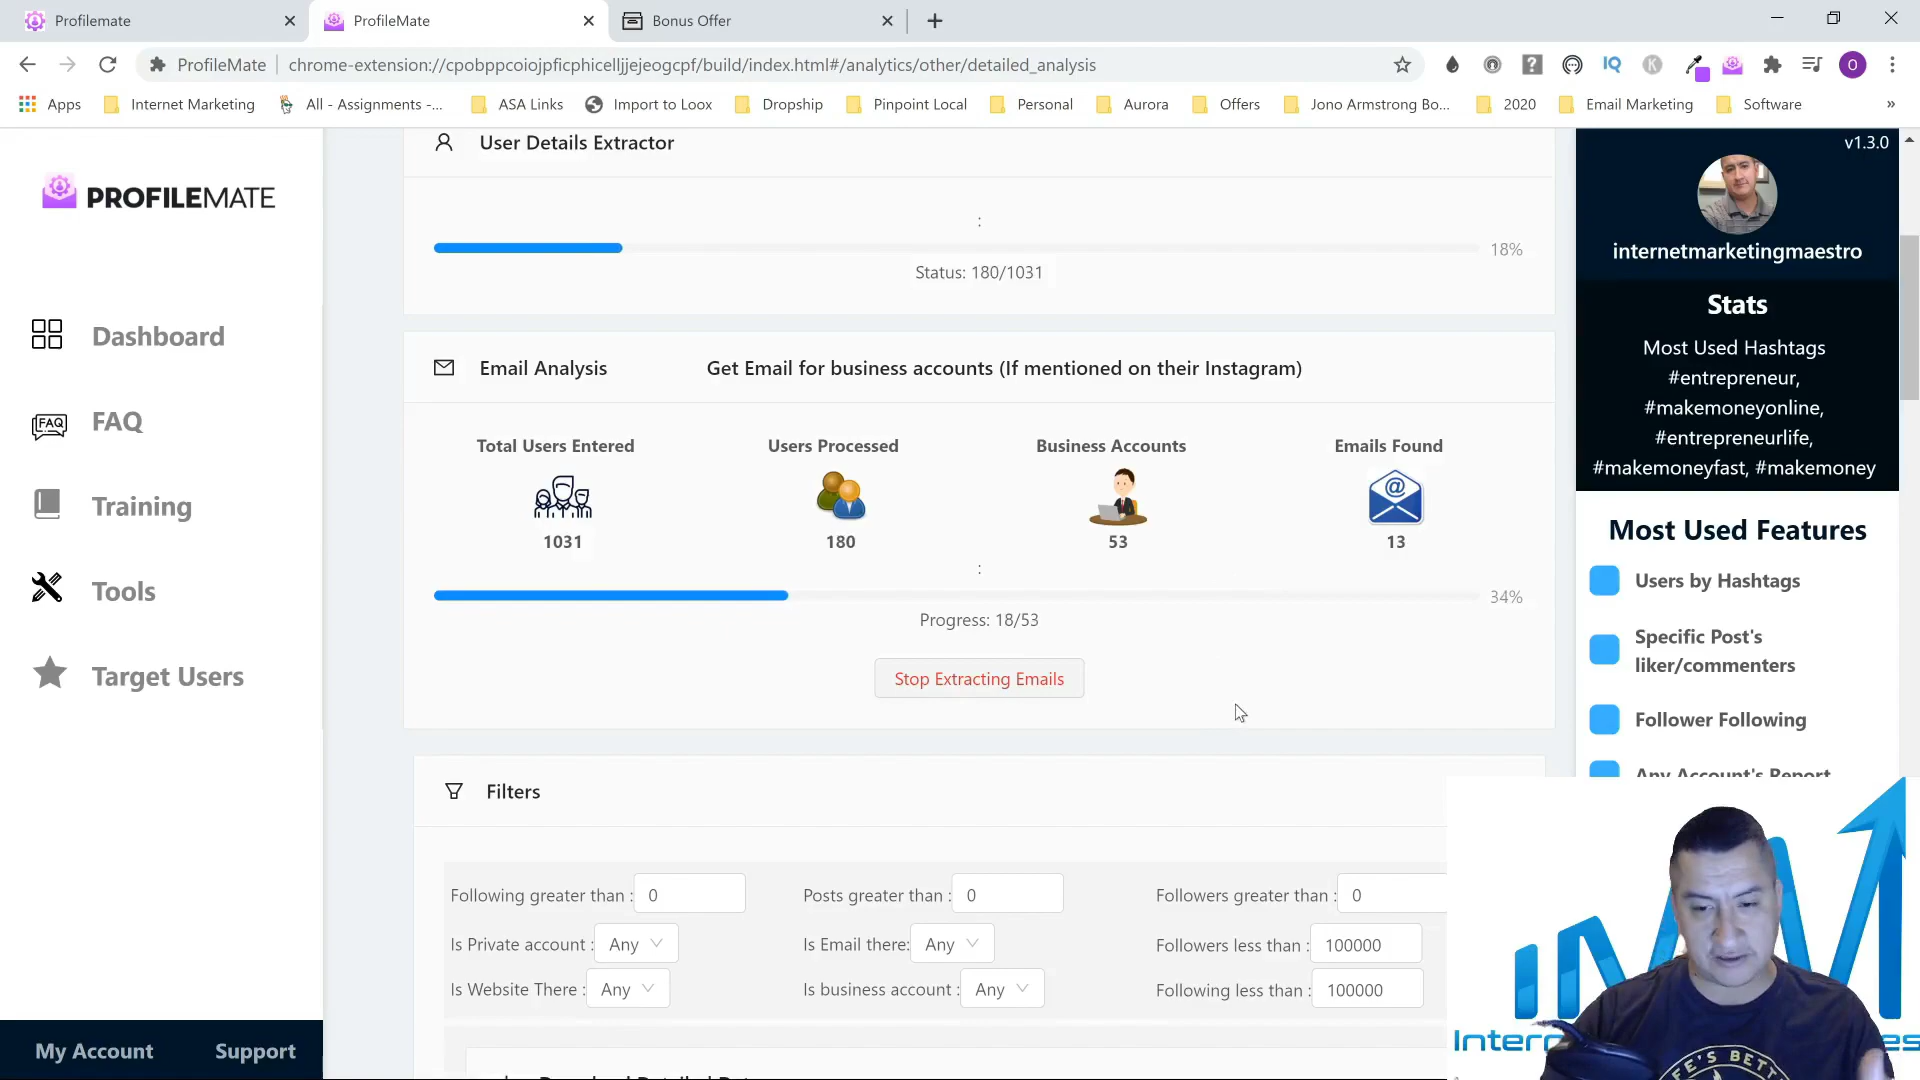 Profilemate
ProfileMate
Bonus Offer
ProfileMate
chrome-extension://cpobppcoiojpficphicelljjejeogcpf/build/index.html#/analytics/other/detailed_analysis
IQ
K
O
Apps
Internet Marketing
All - Assignments -...
ASA Links
Import to Loox
Dropship
Pinpoint Local
Personal
Aurora
Offers
Jono Armstrong Bo...
2020
Email Marketing
Software
»
PROFILEMATE
Dashboard
FAQ
FAQ
Training
Tools
Target Users
My Account
Support
User Details Extractor
:
18%
Status: 180/1031
Email Analysis
Get Email for business accounts (If mentioned on their Instagram)
Total Users Entered
Users Processed
Business Accounts
Emails Found
1031
180
53
13
:
34%
Progress: 18/53
Stop Extracting Emails
Filters
Following greater than : 0
Posts greater than : 0
Followers greater than : 0
Is Private account : Any
Is Email there: Any
Followers less than : 100000
Is Website There : Any
Is business account : Any
Following less than : 100000
v1.3.0
internetmarketingmaestro
Stats
Most Used Hashtags
#entrepreneur,
#makemoneyonline,
#entrepreneurlife,
#makemoneyfast, #makemoney
Most Used Features
Users by Hashtags
Specific Post's
liker/commenters
Follower Following
Any Account's Report